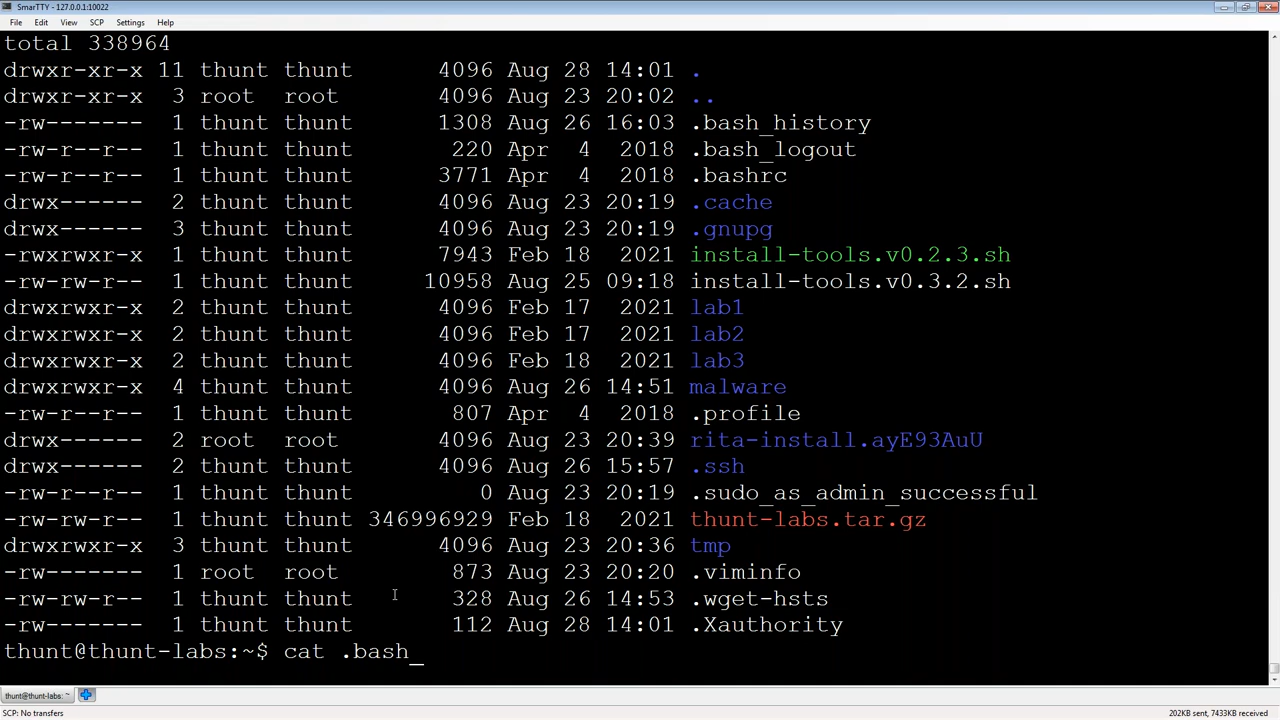 SmarTTY - 127.0.0.1:10022
File Edit View SCP Settings Help
total 338964
drwxr-xr-x 11 thunt thunt      4096 Aug 28 14:01 .
drwxr-xr-x  3 root  root       4096 Aug 23 20:02 ..
-rw-------  1 thunt thunt      1308 Aug 26 16:03 .bash_history
-rw-r--r--  1 thunt thunt       220 Apr  4  2018 .bash_logout
-rw-r--r--  1 thunt thunt      3771 Apr  4  2018 .bashrc
drwx------  2 thunt thunt      4096 Aug 23 20:19 .cache
drwx------  3 thunt thunt      4096 Aug 23 20:19 .gnupg
-rwxrwxr-x  1 thunt thunt      7943 Feb 18  2021 install-tools.v0.2.3.sh
-rw-rw-r--  1 thunt thunt     10958 Aug 25 09:18 install-tools.v0.3.2.sh
drwxrwxr-x  2 thunt thunt      4096 Feb 17  2021 lab1
drwxrwxr-x  2 thunt thunt      4096 Feb 17  2021 lab2
drwxrwxr-x  2 thunt thunt      4096 Feb 18  2021 lab3
drwxrwxr-x  4 thunt thunt      4096 Aug 26 14:51 malware
-rw-r--r--  1 thunt thunt       807 Apr  4  2018 .profile
drwx------  2 root  root       4096 Aug 23 20:39 rita-install.ayE93AuU
drwx------  2 thunt thunt      4096 Aug 26 15:57 .ssh
-rw-r--r--  1 thunt thunt         0 Aug 23 20:19 .sudo_as_admin_successful
-rw-rw-r--  1 thunt thunt 346996929 Feb 18  2021 thunt-labs.tar.gz
drwxrwxr-x  3 thunt thunt      4096 Aug 23 20:36 tmp
-rw-------  1 root  root        873 Aug 23 20:20 .viminfo
-rw-rw-r--  1 thunt thunt       328 Aug 26 14:53 .wget-hsts
-rw-------  1 thunt thunt       112 Aug 28 14:01 .Xauthority
thunt@thunt-labs:~$ cat .bash_
thunt@thunt-labs: ~
SCP: No transfers 202KB sent, 7433KB received